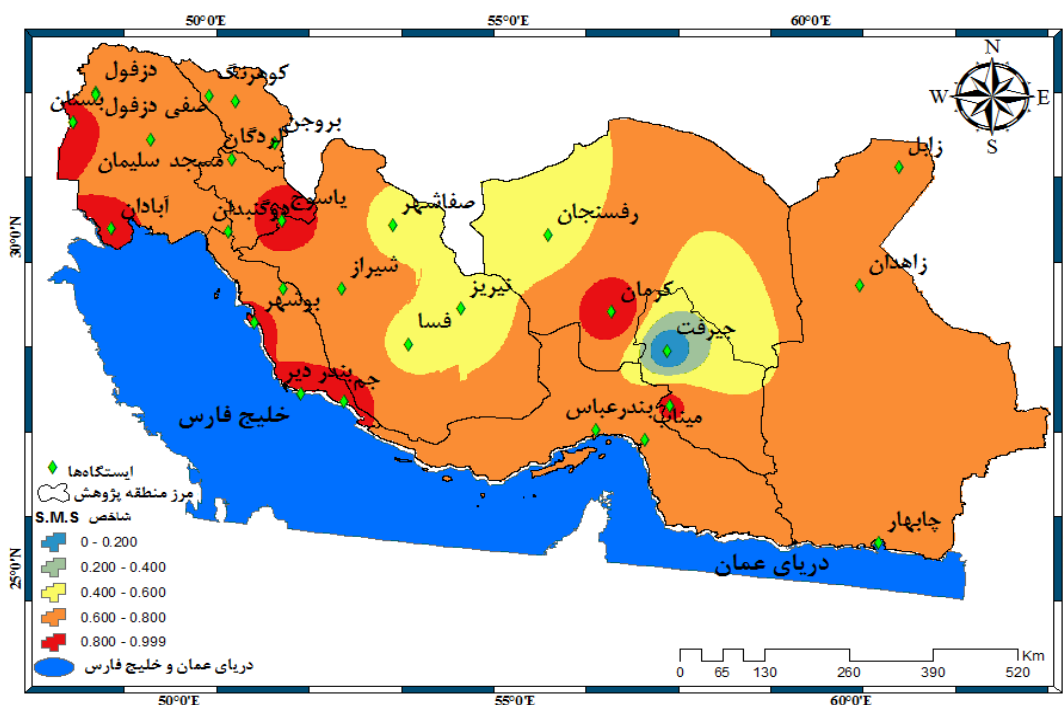 50°0'E 55°0'E 60°0'E
N
W E
S
30°0'N
25°0'N
دزفول
کوهرنگ
بستان
صفی دزفول
بروجن
لردگان
مسجد سلیمان
زابل
آبادان
دوگنبدان
یاسوج
صفاشهر
رفسنجان
شیراز
زاهدان
بوشهر
نیریز
کرمان
فسا
جیرفت
بندر دیر
جم
خلیج فارس
بندرعباس
میناب
چابهار
دریای عمان
ایستگاه‌ها
مرز منطقه پژوهش
شاخص S.M.S
0 - 0.200
0.200 - 0.400
0.400 - 0.600
0.600 - 0.800
0.800 - 0.999
دریای عمان و خلیج فارس
Km
0 65 130 260 390 520
50°0'E 55°0'E 60°0'E